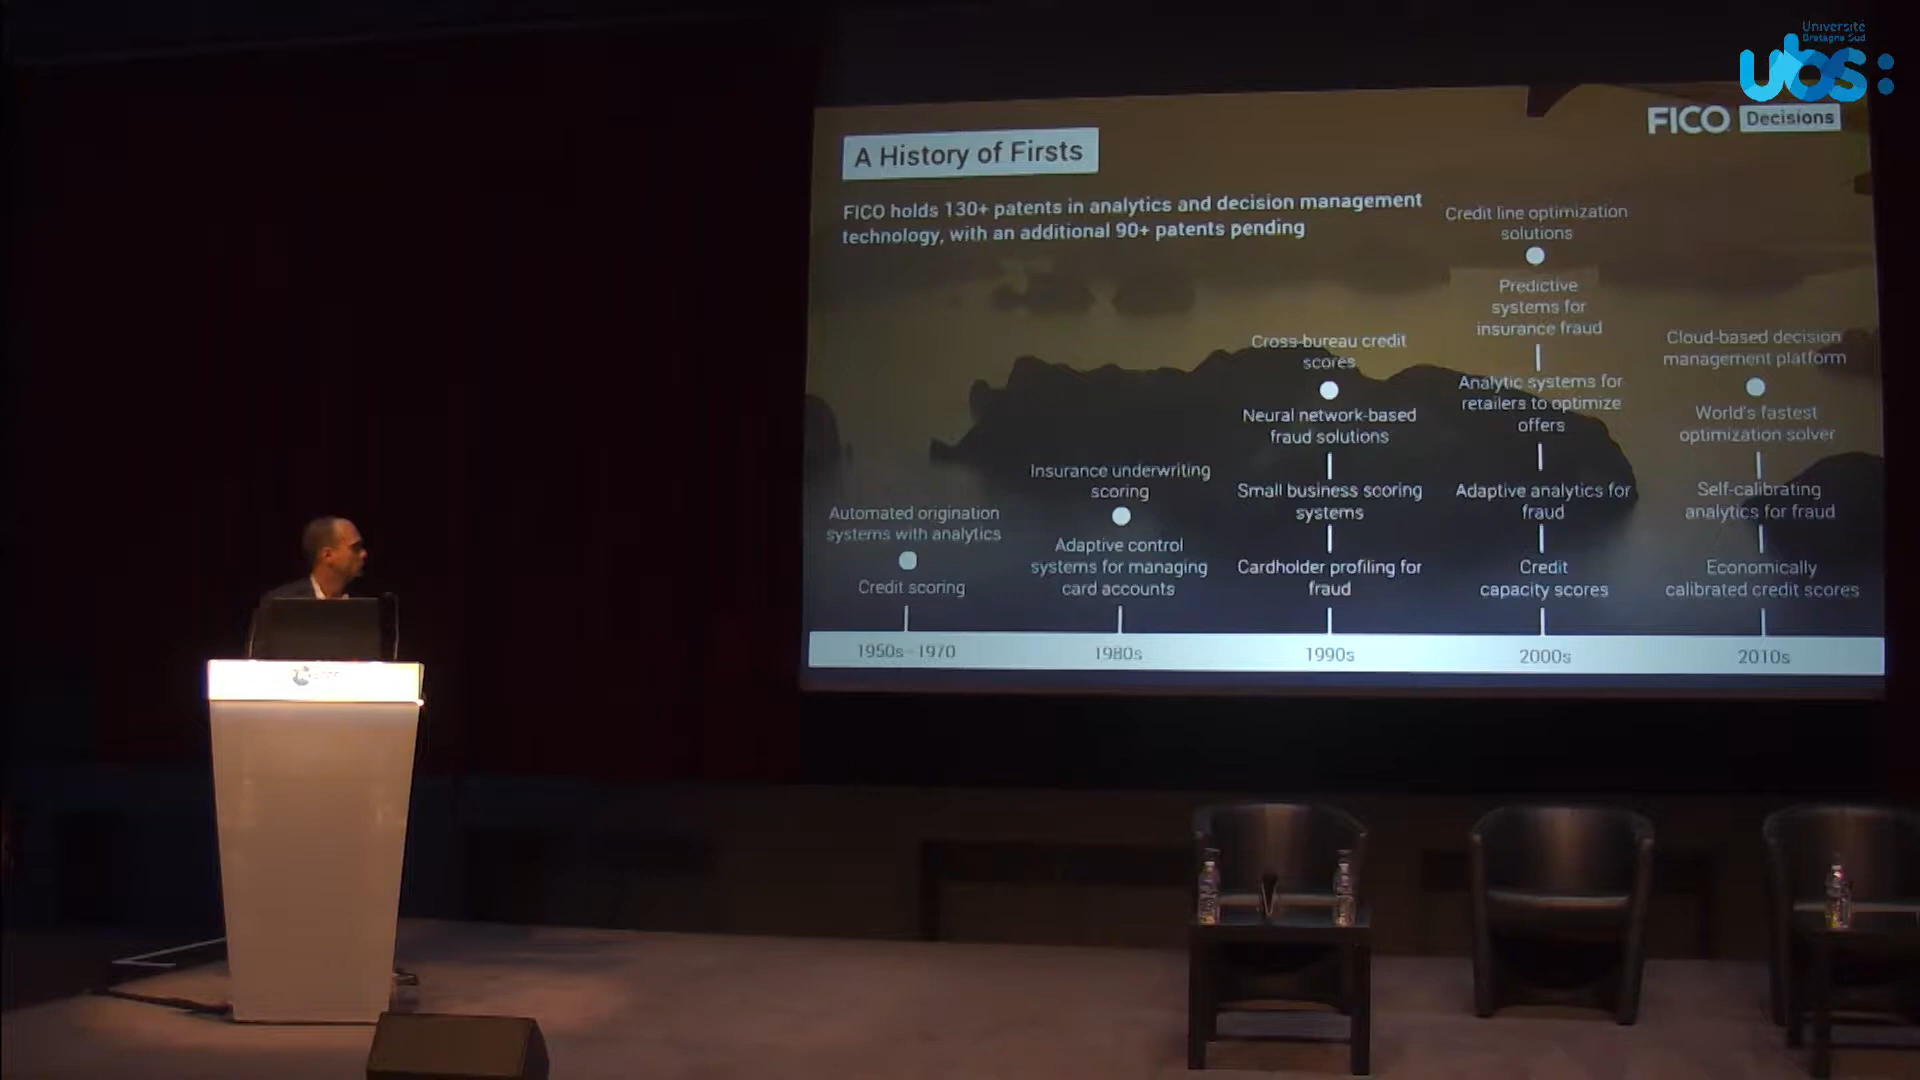 Université
Bretagne Sud
ubs:
FICO Decisions
A History of Firsts
FICO holds 130+ patents in analytics and decision management
technology, with an additional 90+ patents pending
Automated origination
systems with analytics
Credit scoring
1950s - 1970
Insurance underwriting
scoring
Adaptive control
systems for managing
card accounts
1980s
Cross-bureau credit
scores
Neural network-based
fraud solutions
Small business scoring
systems
Cardholder profiling for
fraud
1990s
Credit line optimization
solutions
Predictive
systems for
insurance fraud
Analytic systems for
retailers to optimize
offers
Adaptive analytics for
fraud
Credit
capacity scores
2000s
Cloud-based decision
management platform
World's fastest
optimization solver
Self-calibrating
analytics for fraud
Economically
calibrated credit scores
2010s